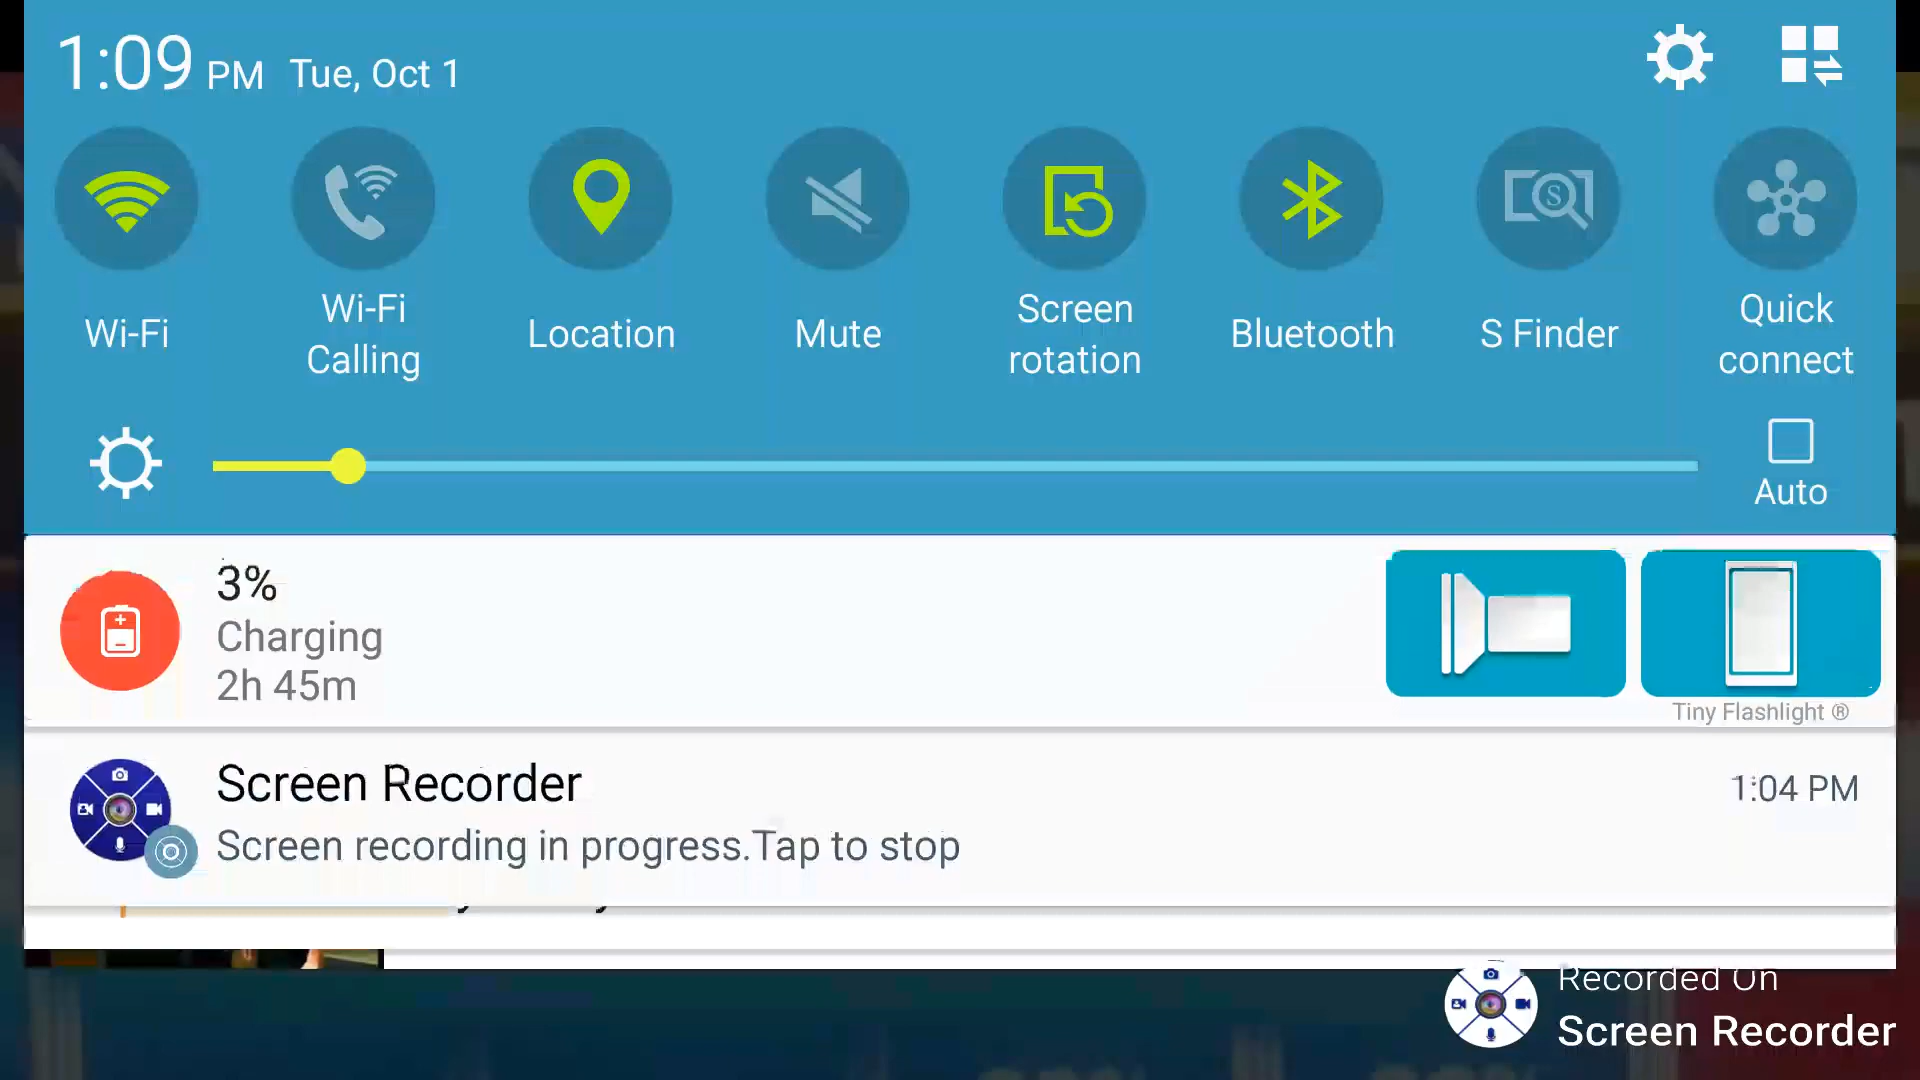 1:09 PM Tue, Oct 1
Wi-Fi
Wi-Fi
Calling
Location
Mute
Screen
rotation
Bluetooth
S Finder
Quick
connect
Auto
3%
Charging
2h 45m
Tiny Flashlight ®
Screen Recorder
1:04 PM
Screen recording in progress.Tap to stop
Recorded On
Screen Recorder